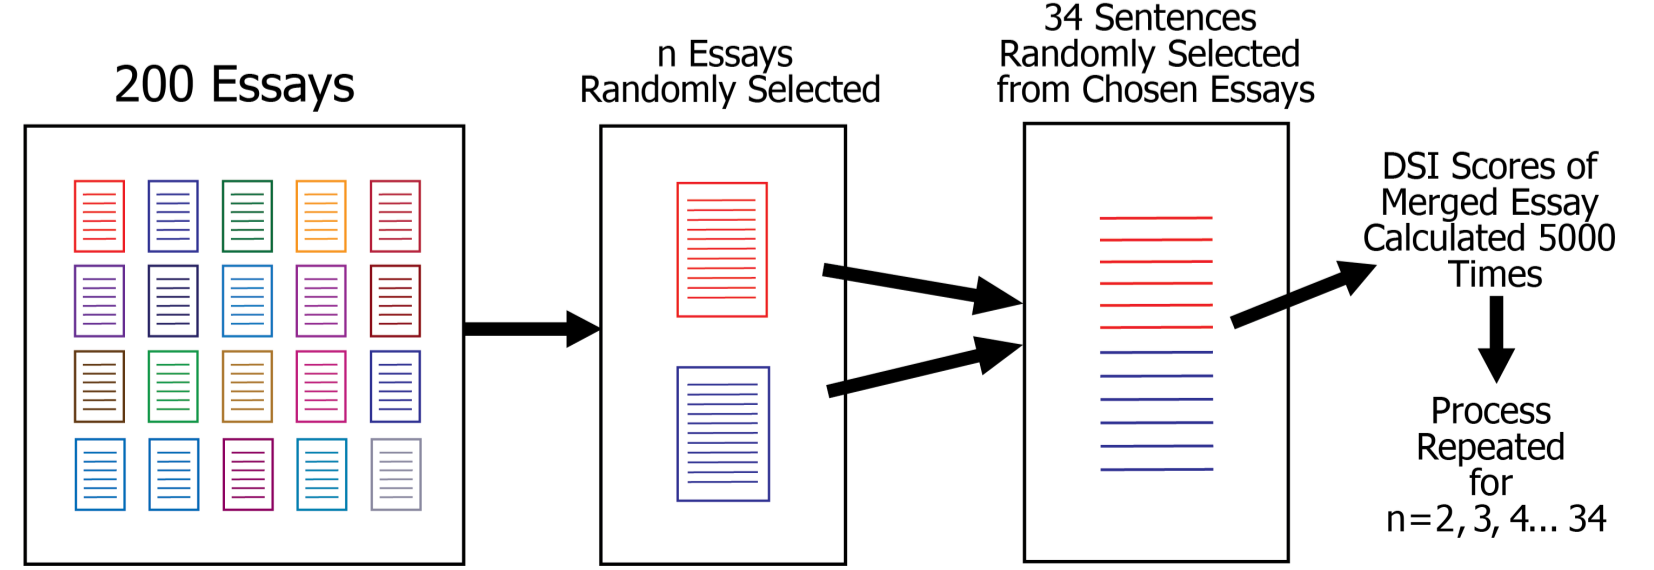 200 Essays
n Essays
Randomly Selected
34 Sentences
Randomly Selected
from Chosen Essays
DSI Scores of
Merged Essay
Calculated 5000
Times
Process
Repeated
for
n=2, 3, 4... 34